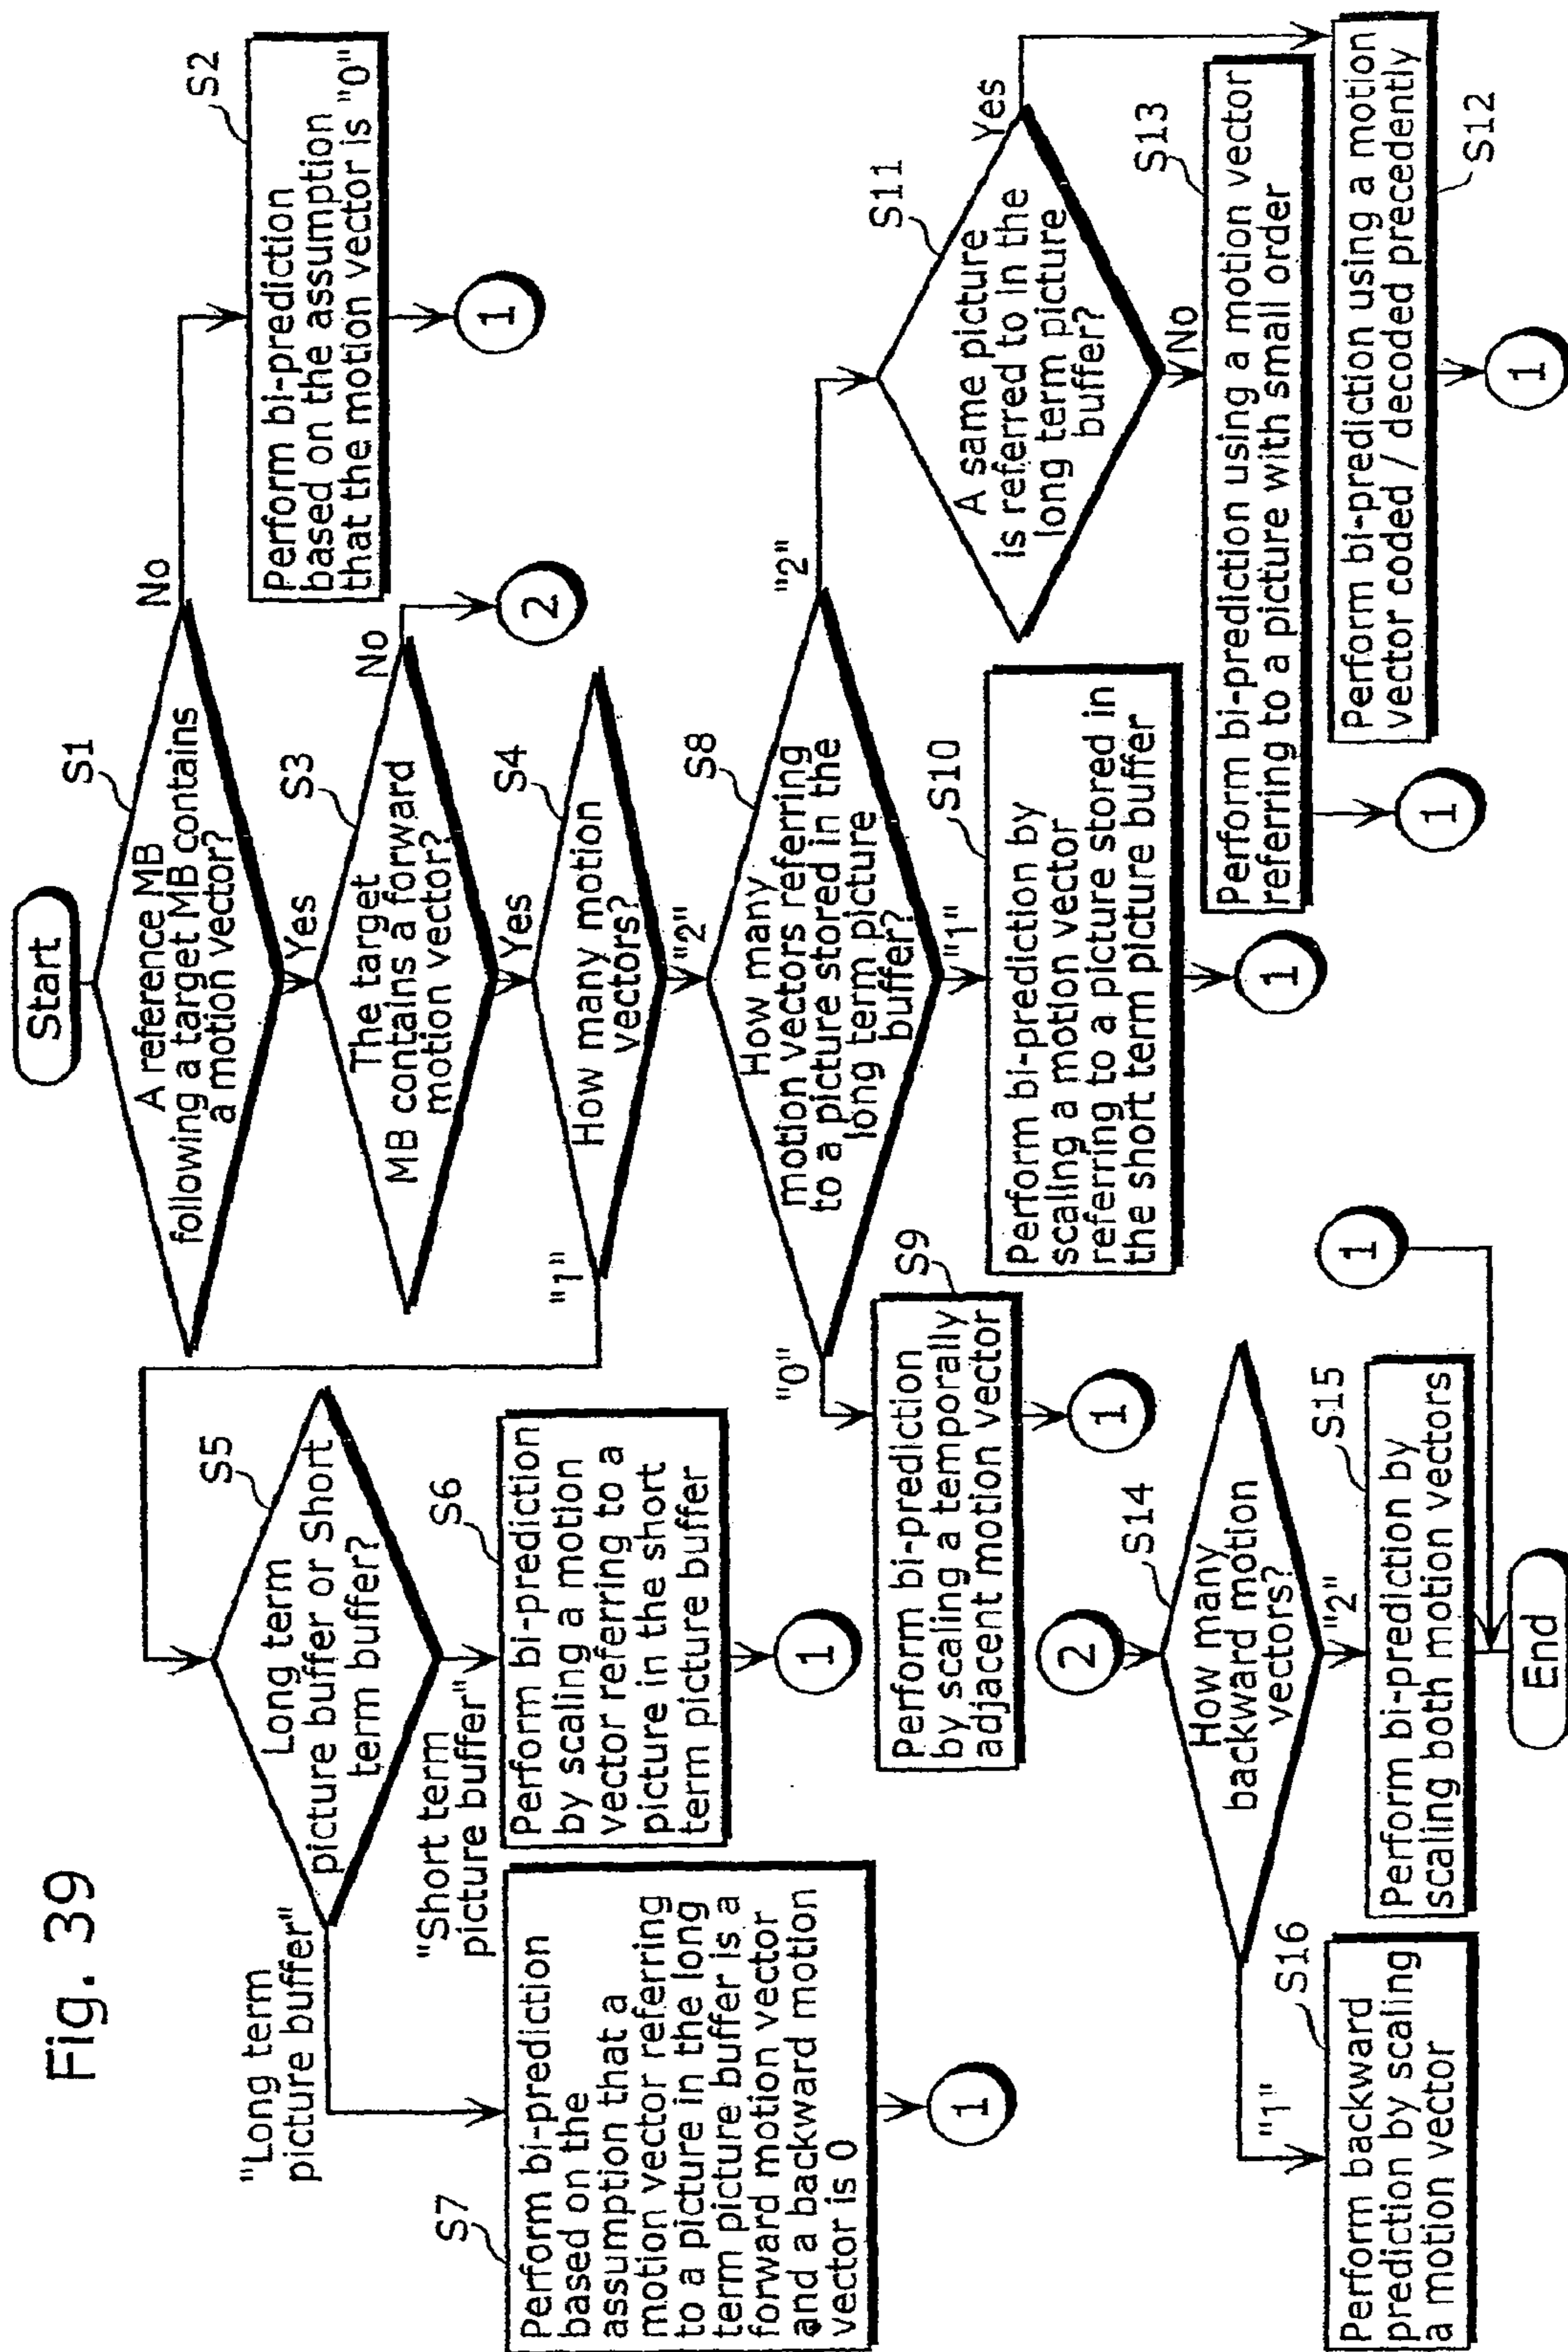 Fig. 39
Start
S1
A reference MB
following a target MB contains
a motion vector?
No
Yes
S2
Perform bi-prediction
based on the assumption
that the motion vector is "0"
1
S3
The target
MB contains a forward
motion vector?
No
2
Yes
S4
How many motion
vectors?
"1"
"2"
S5
Long term
picture buffer or Short
term buffer?
"Long term
picture buffer"
"Short term
picture buffer"
S6
Perform bi-prediction
by scaling a motion
vector referring to a
picture in the short
term picture buffer
1
S7
Perform bi-prediction
based on the
assumption that a
motion vector referring
to a picture in the long
term picture buffer is a
forward motion vector
and a backward motion
vector is 0
1
S8
How many
motion vectors referring
to a picture stored in the
long term picture
buffer?
"0"
"1"
"2"
S9
Perform bi-prediction
by scaling a temporally
adjacent motion vector
1
S10
Perform bi-prediction by
scaling a motion vector
referring to a picture stored in
the short term picture buffer
1
S11
A same picture
is referred to in the
long term picture
buffer?
Yes
No
S13
Perform bi-prediction using a motion vector
referring to a picture with small order
1
Perform bi-prediction using a motion
vector coded / decoded precedently
S12
1
2
S14
How many
backward motion
vectors?
"1"
"2"
S15
Perform bi-prediction by
scaling both motion vectors
S16
Perform backward
prediction by scaling
a motion vector
1
End